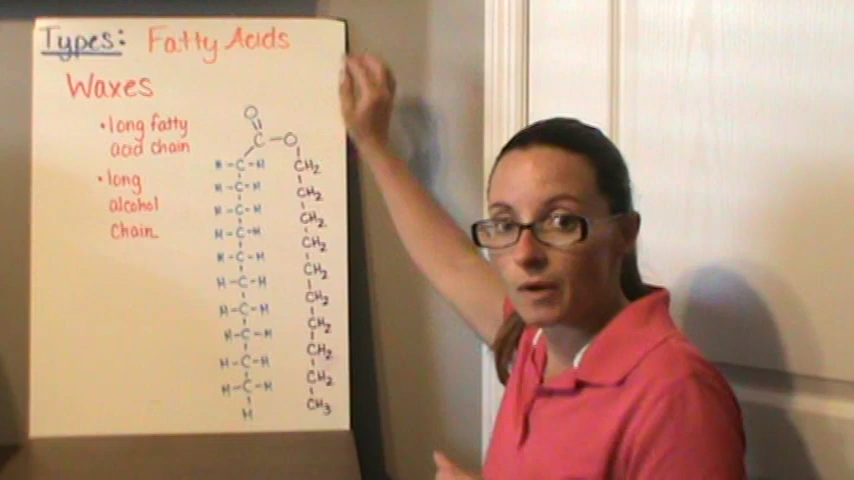 Types: Fatty Acids
Waxes
• long fatty
acid chain
• long
alcohol
chain
O
C - O
H - C - H CH2
H - C - H CH2
H - C - H CH2
H - C - H CH2
H - C - H CH2
H - C - H CH2
H - C - H CH2
H - C - H CH2
H - C - H CH2
H - C - H CH3
H